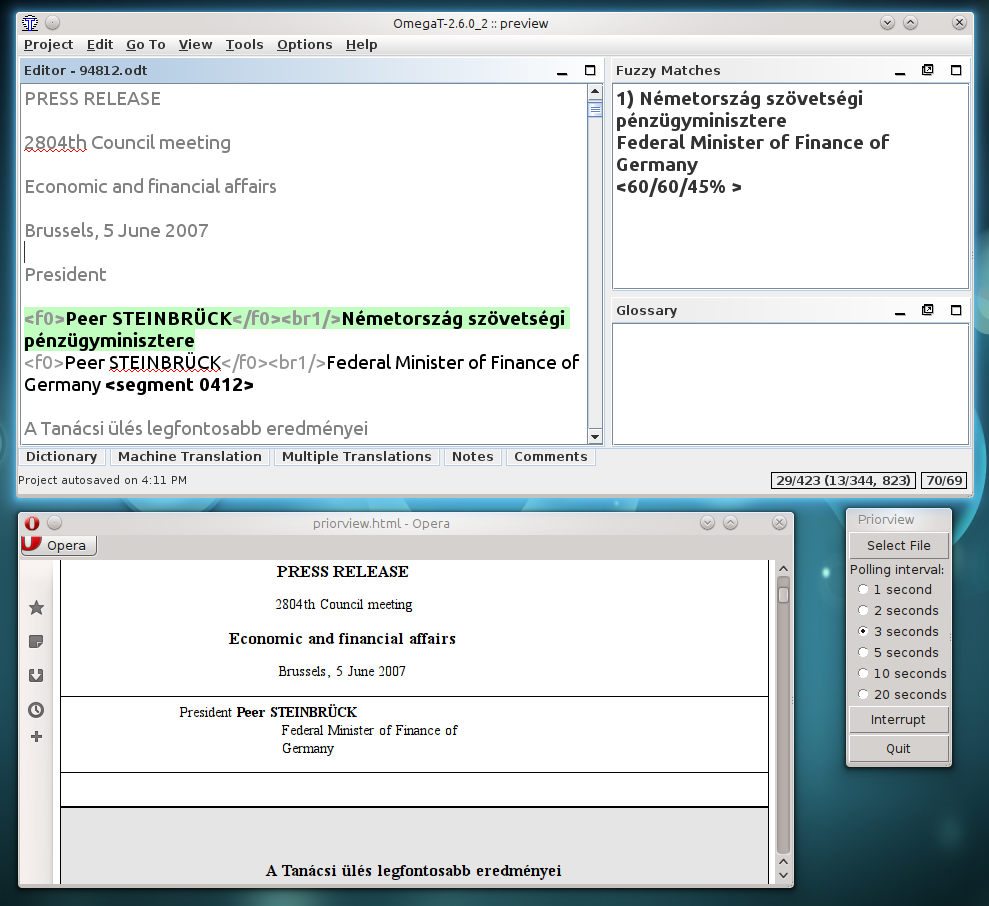 OmegaT-2.6.0_2 :: preview
Project Edit Go To View Tools Options Help
Editor - 94812.odt
PRESS RELEASE
2804th Council meeting
Economic and financial affairs
Brussels, 5 June 2007
President
<f0>Peer STEINBRÜCK</f0><br1/>Németország szövetségi
pénzügyminisztere
<f0>Peer STEINBRÜCK</f0><br1/>Federal Minister of Finance of
Germany <segment 0412>
A Tanácsi ülés legfontosabb eredményei
Fuzzy Matches
1) Németország szövetségi
pénzügyminisztere
Federal Minister of Finance of
Germany
<60/60/45% >
Glossary
Dictionary Machine Translation Multiple Translations Notes Comments
Project autosaved on 4:11 PM
29/423 (13/344, 823) 70/69
priorview.html - Opera
Opera
PRESS RELEASE
2804th Council meeting
Economic and financial affairs
Brussels, 5 June 2007
President Peer STEINBRÜCK
Federal Minister of Finance of
Germany
A Tanácsi ülés legfontosabb eredményei
Priorview
Select File
Polling interval:
1 second
2 seconds
3 seconds
5 seconds
10 seconds
20 seconds
Interrupt
Quit